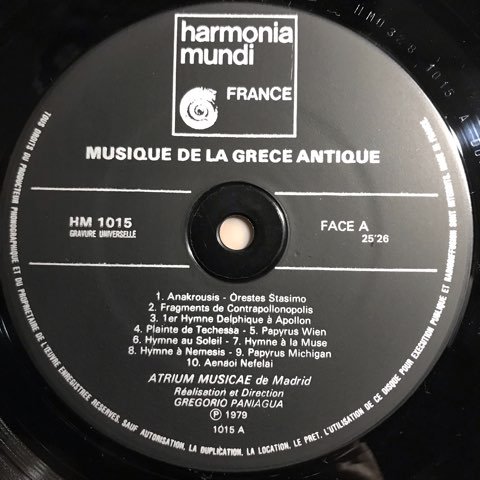 harmonia
mundi
FRANCE
MUSIQUE DE LA GRECE ANTIQUE
HM 1015
GRAVURE UNIVERSELLE
FACE A
25'26
1. Anakrousis - Örestes Stasimo
2. Fragments de Contrapollonopolis
3. 1er Hymne Delphique à Apollon
4. Plainte de Techessa - 5. Papyrus Wien
6. Hymne au Soleil - 7. Hymne à la Muse
8. Hymne à Nemesis - 9. Papyrus Michigan
10. Aenaoi Nefelai
ATRIUM MUSICAE de Madrid
Réalisation et Direction
GREGORIO PANIAGUA
Ⓟ 1979
1015 A
TOUS DROITS DU PRODUCTEUR PHONOGRAPHIQUE ET DU PROPRIETAIRE DE L'ŒUVRE ENREGISTREE RESERVES. SAUF AUTORISATION, LA DUPLICATION, LA LOCATION, LE PRET, L'UTILISATION DE CE DISQUE POUR EXECUTION PUBLIQUE ET RADIODIFFUSION SONT INTERDITS.